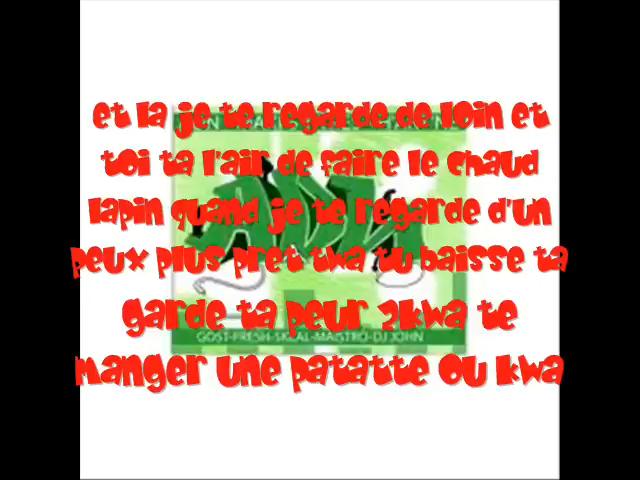 et la je te regarde de loin et
toi ta l'air de faire le chaud
lapin quand je te regarde d'un
peux plus pret twa tu baisse ta
garde ta peur 2kwa te
manger une patatte ou kwa
GOST-FRESH-SIGAL-MAISTRO-DJ JOHN